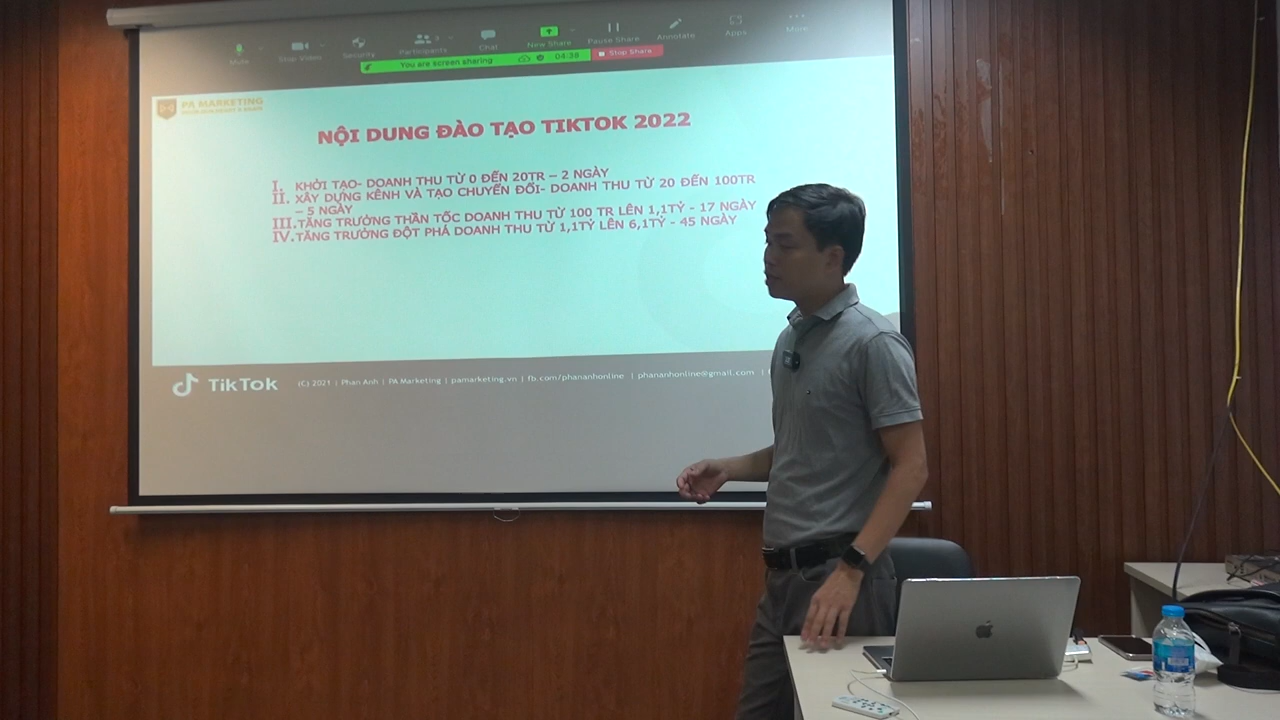 Mute
Stop Video
Security
Participants
3
Chat
New Share
Pause Share
Annotate
Apps
More
You are screen sharing
04:38
Stop Share
PA MARKETING
NỘI DUNG ĐÀO TẠO TIKTOK 2022
I. KHỞI TẠO- DOANH THU TỪ 0 ĐẾN 20TR – 2 NGÀY
II. XÂY DỰNG KÊNH VÀ TẠO CHUYỂN ĐỔI- DOANH THU TỪ 20 ĐẾN 100TR
– 5 NGÀY
III.TĂNG TRƯỞNG THẦN TỐC DOANH THU TỪ 100 TR LÊN 1,1TỶ - 17 NGÀY
IV.TĂNG TRƯỞNG ĐỘT PHÁ DOANH THU TỪ 1,1TỶ LÊN 6,1TỶ - 45 NGÀY
TikTok
(C) 2021 | Phan Anh | PA Marketing | pamarketing.vn | fb.com/phananhonline | phananhonline@gmail.com |